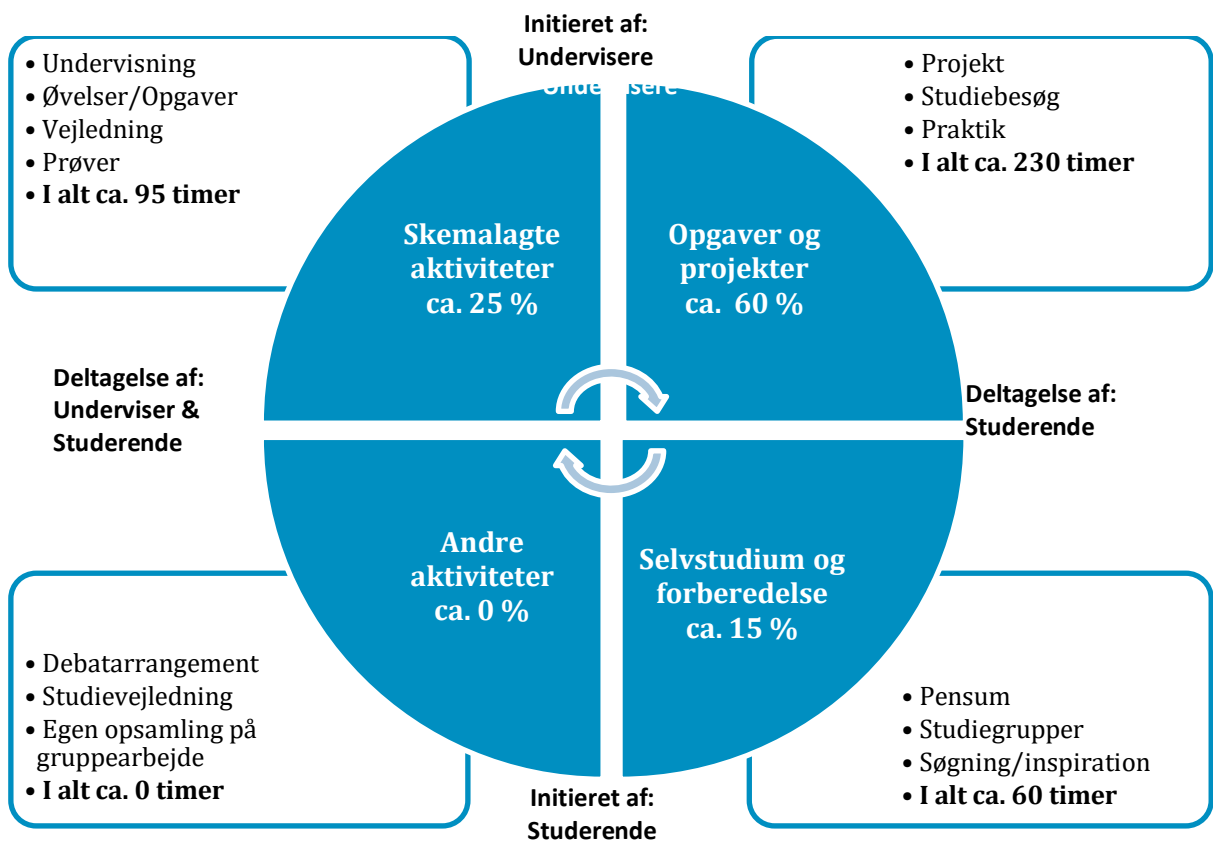 Initieret af:
Undervisere
Undervisere
• Undervisning
• Øvelser/Opgaver
• Vejledning
• Prøver
• I alt ca. 95 timer
• Projekt
• Studiebesøg
• Praktik
• I alt ca. 230 timer
Skemalagte
aktiviteter
ca. 25 %
Opgaver og
projekter
ca. 60 %
Deltagelse af:
Underviser &
Studerende
Deltagelse af:
Studerende
Andre
aktiviteter
ca. 0 %
Selvstudium og
forberedelse
ca. 15 %
• Debatarrangement
• Studievejledning
• Egen opsamling på
gruppearbejde
• I alt ca. 0 timer
• Pensum
• Studiegrupper
• Søgning/inspiration
• I alt ca. 60 timer
Initieret af:
Studerende